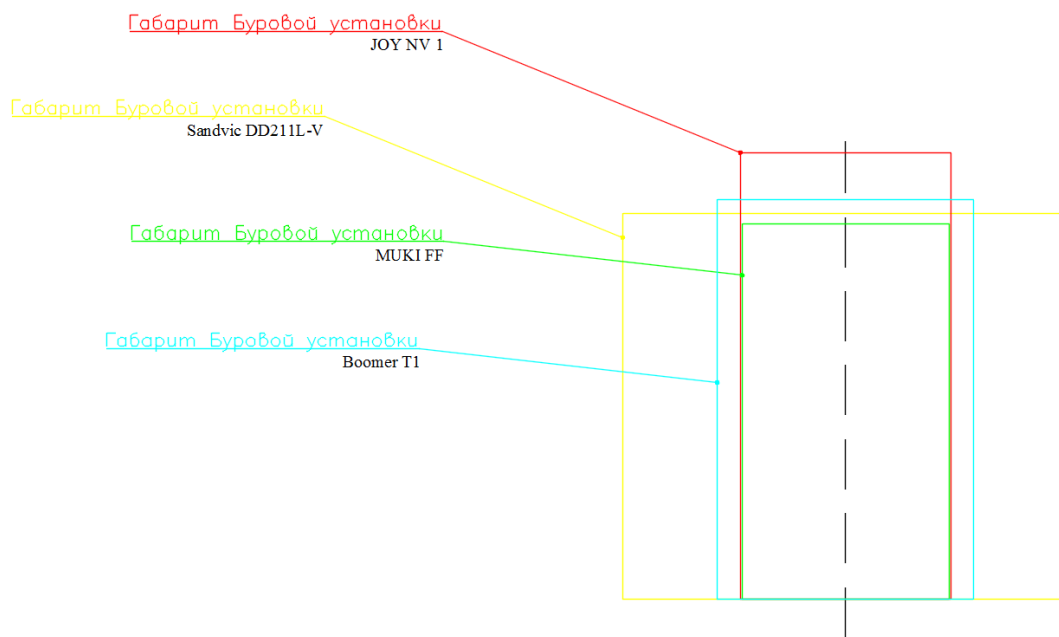 Габарит Буровой установки
JOY NV 1
Габарит Буровой установки
Sandvic DD211L-V
Габарит Буровой установки
MUKI FF
Габарит Буровой установки
Boomer T1